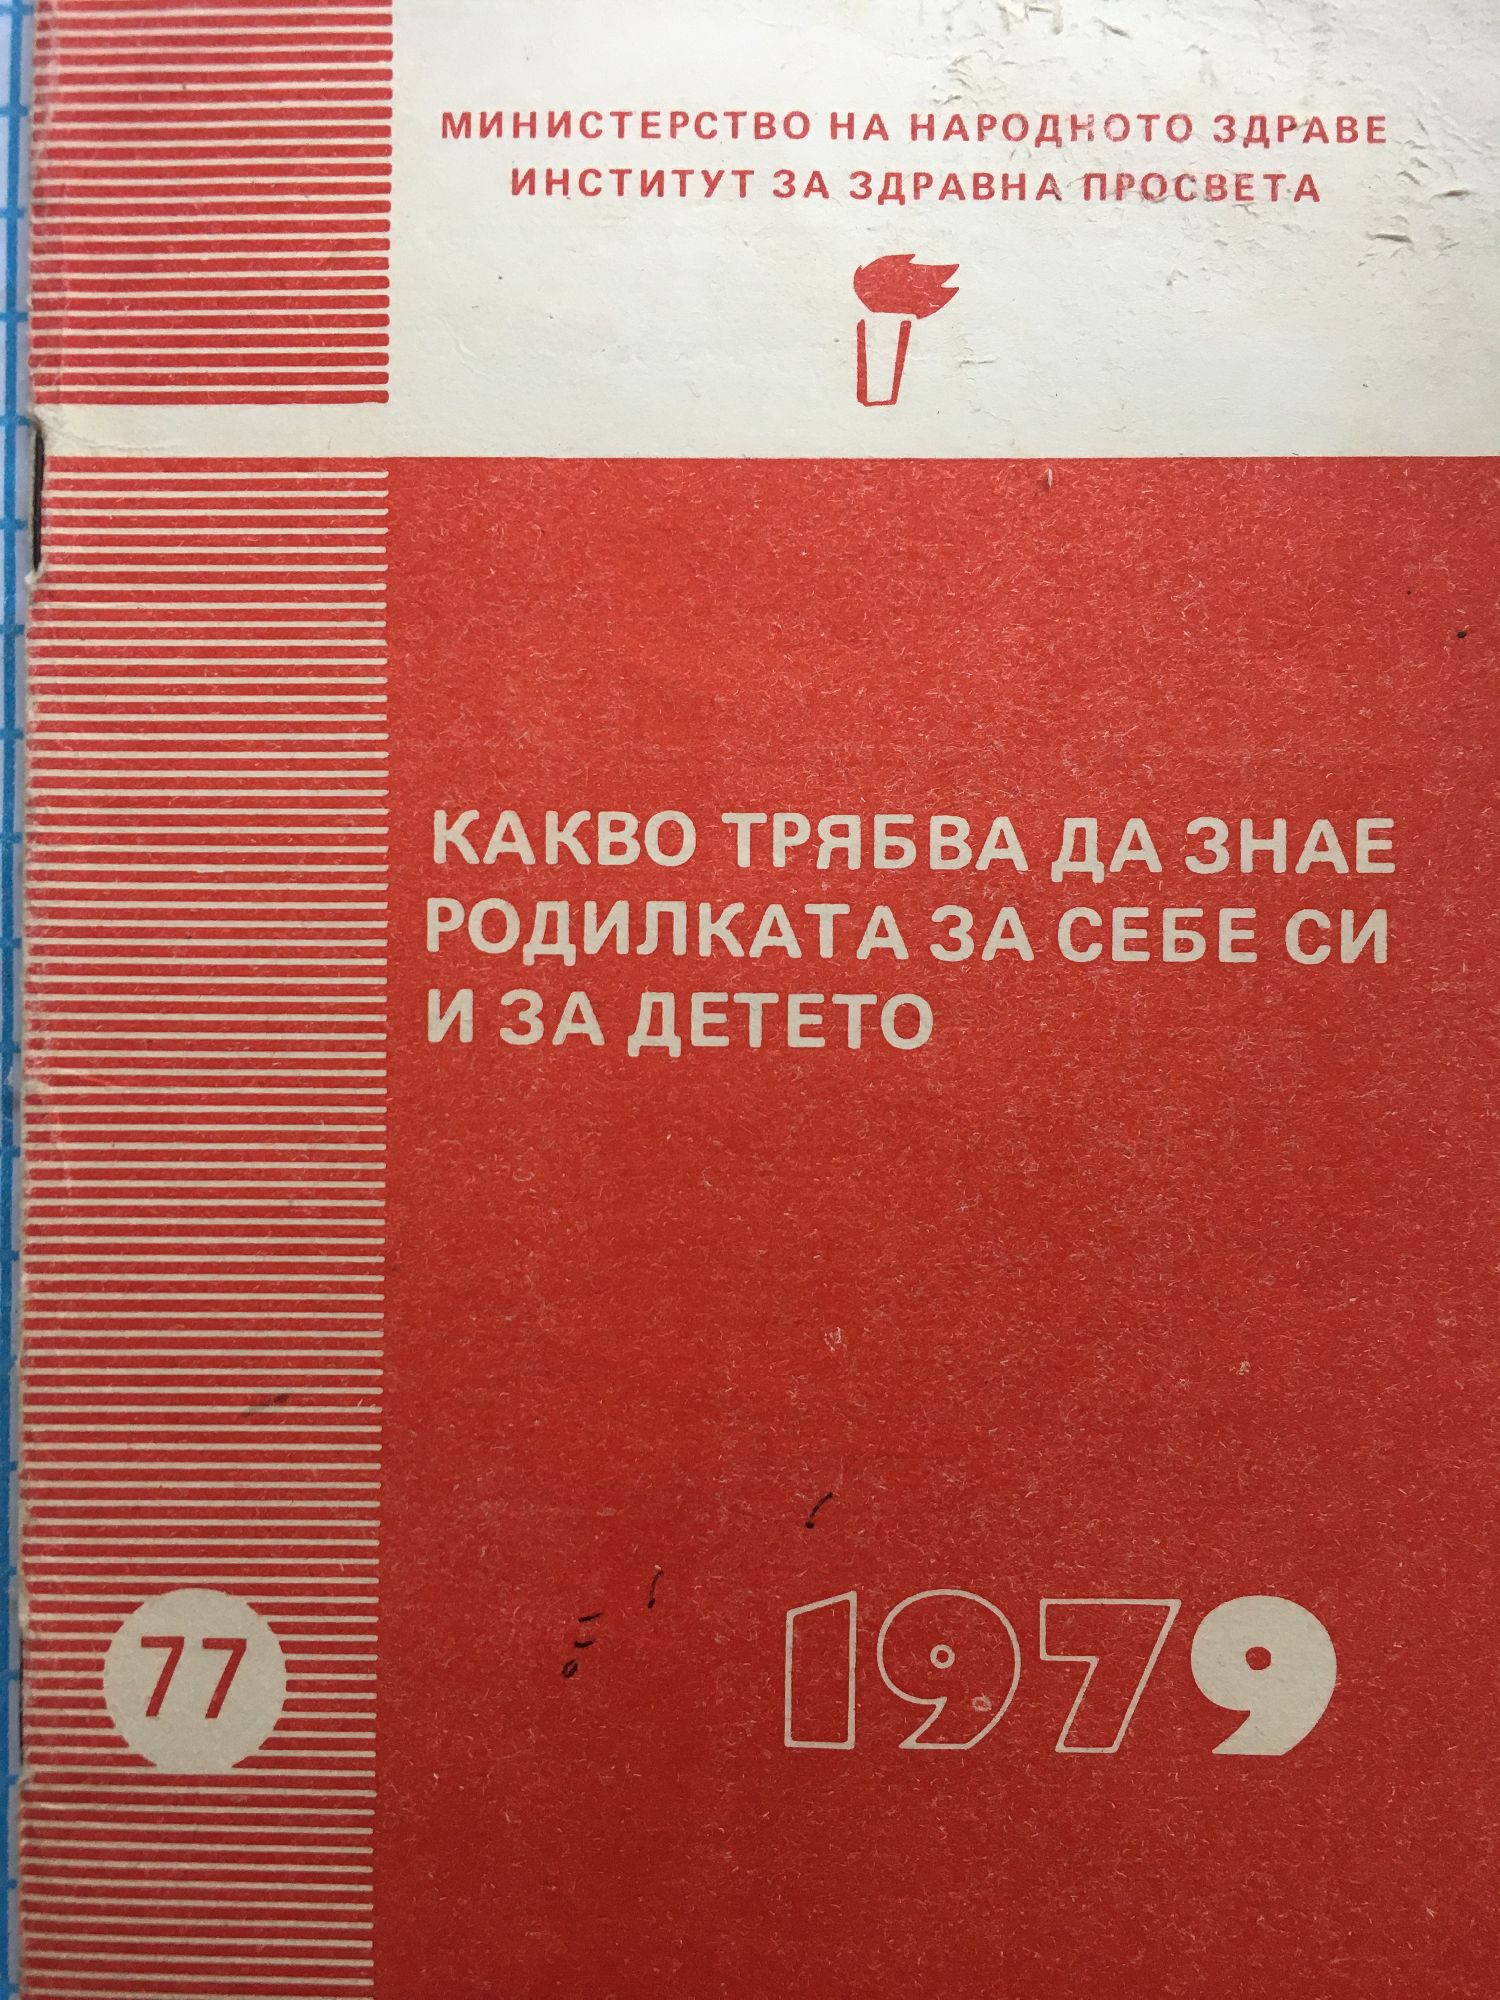 МИНИСТЕРСТВО НА НАРОДНОТО ЗДРАВЕ
ИНСТИТУТ ЗА ЗДРАВНА ПРОСВЕТА
КАКВО ТРЯБВА ДА ЗНАЕ
РОДИЛКАТА ЗА СЕБЕ СИ
И ЗА ДЕТЕТО
77
1979